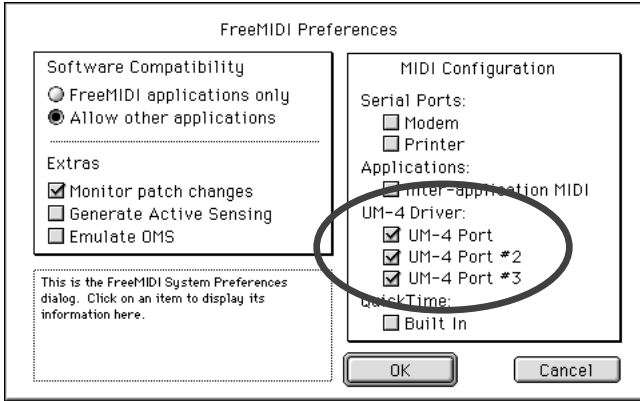 FreeMIDI Preferences
Software Compatibility
FreeMIDI applications only
Allow other applications
Extras
Monitor patch changes
Generate Active Sensing
Emulate OMS
This is the FreeMIDI System Preferences
dialog. Click on an item to display its
information here.
MIDI Configuration
Serial Ports:
Modem
Printer
Applications:
Inter-application MIDI
UM-4 Driver:
UM-4 Port
UM-4 Port #2
UM-4 Port #3
QuickTime:
Built In
OK
Cancel